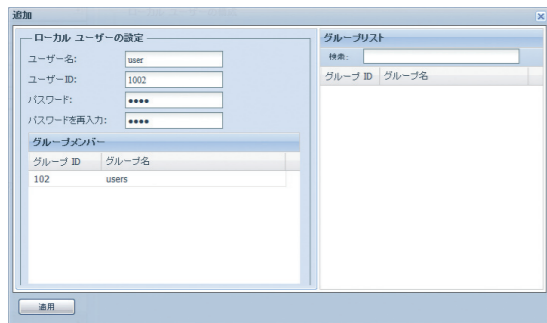 追加
ローカル ユーザーの設定
ユーザー名: user
ユーザーID: 1002
パスワード: ●●●●
パスワードを再入力: ●●●●
グループメンバー
グループ ID グループ名
102 users
グループリスト
検索:
グループ ID グループ名
適用